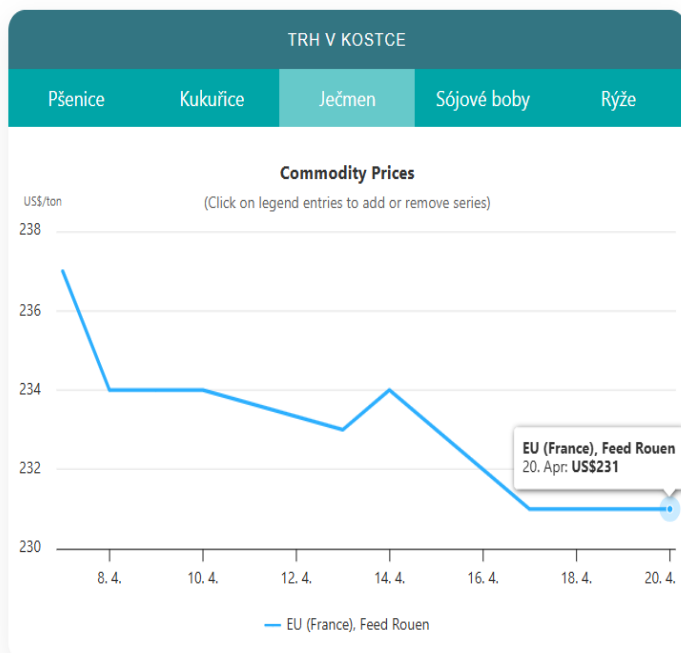 TRH V KOSTCE
Pšenice Kukuřice Ječmen Sójové boby Rýže
Commodity Prices
US$/ton (Click on legend entries to add or remove series)
238
236
234
232
230
EU (France), Feed Rouen
20. Apr: US$231
8. 4. 10. 4. 12. 4. 14. 4. 16. 4. 18. 4. 20. 4.
EU (France), Feed Rouen